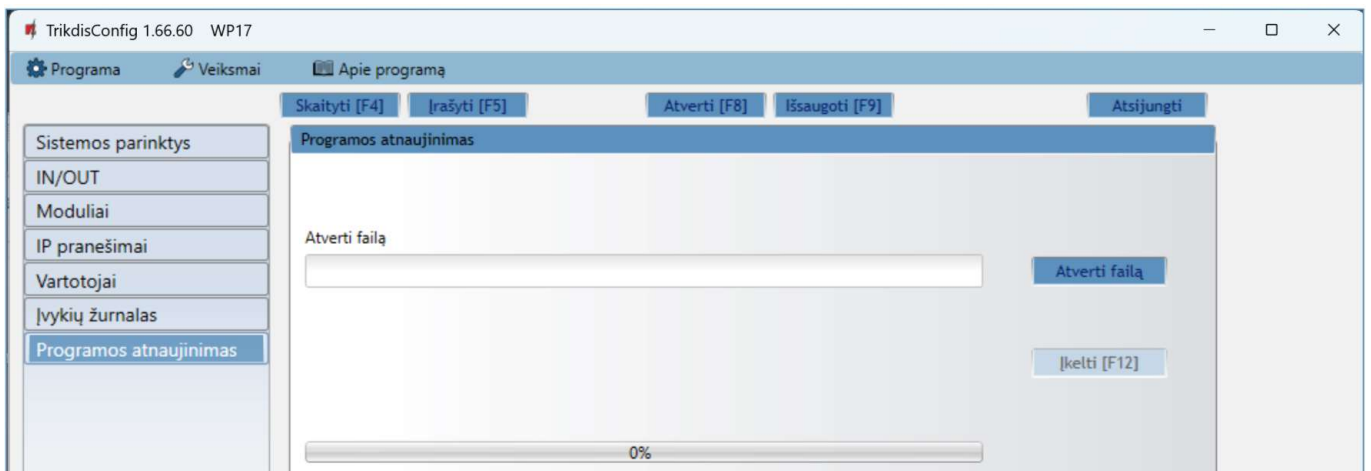 TrikdisConfig 1.66.60 WP17
Programa Veiksmai Apie programą
Skaityti [F4] Įrašyti [F5] Atverti [F8] Išsaugoti [F9] Atsijungti
Sistemos parinktys
IN/OUT
Moduliai
IP pranešimai
Vartotojai
Įvykių žurnalas
Programos atnaujinimas
Programos atnaujinimas
Atverti failą
Atverti failą
Įkelti [F12]
0%